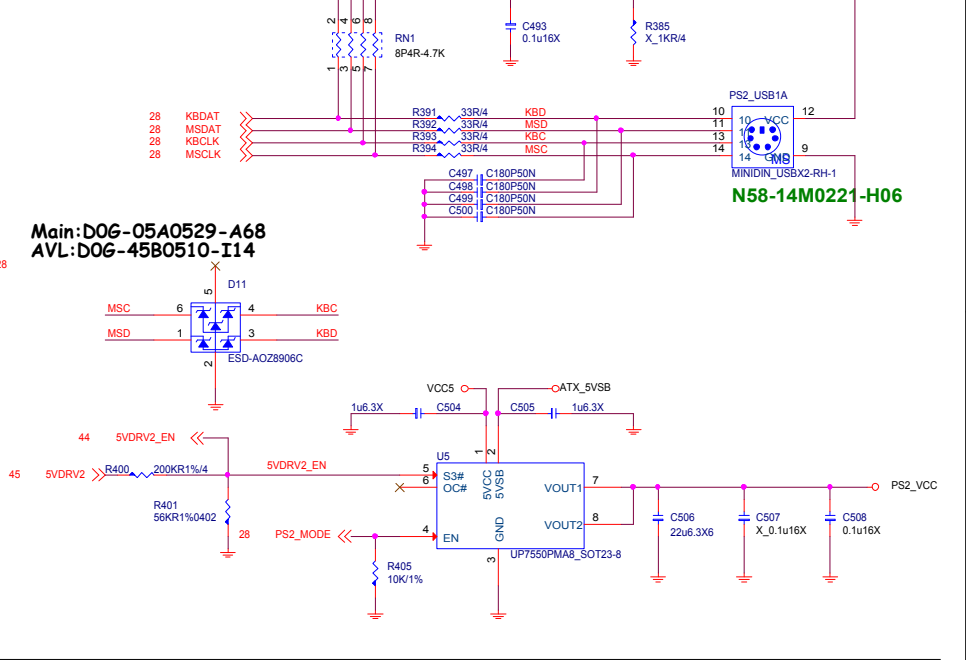 2 4 6 8
RN1
8P4R-4.7K
1 3 5 7
C493
0.1u16X
R385
X_1KR/4
PS2_USB1A
28 KBDAT R391 33R/4 KBD 10 10 VCC 12
28 MSDAT R392 33R/4 MSD 11
28 KBCLK R393 33R/4 KBC 13 13
28 MSCLK R394 33R/4 MSC 14 14 GND MS 9
MINIDIN_USBX2-RH-1
N58-14M0221-H06
C497 C180P50N
C498 C180P50N
C499 C180P50N
C500 C180P50N
Main:D0G-05A0529-A68
AVL:D0G-45B0510-I14
28
5 D11
MSC 6 4 KBC
MSD 1 3 KBD
2 ESD-AOZ8906C
VCC5 ATX_5VSB
1u6.3X C504 C505 1u6.3X
44 5VDRV2_EN
45 5VDRV2 R400 200KR1%/4 5VDRV2_EN
R401
56KR1%0402
28 PS2_MODE
R405
10K/1%
U5 1 2
5 S3# 5VCC 5VSB
6 OC#
VOUT1 7
VOUT2 8
4 EN GND
3 UP7550PMA8_SOT23-8
PS2_VCC
C506
22u6.3X6
C507
X_0.1u16X
C508
0.1u16X